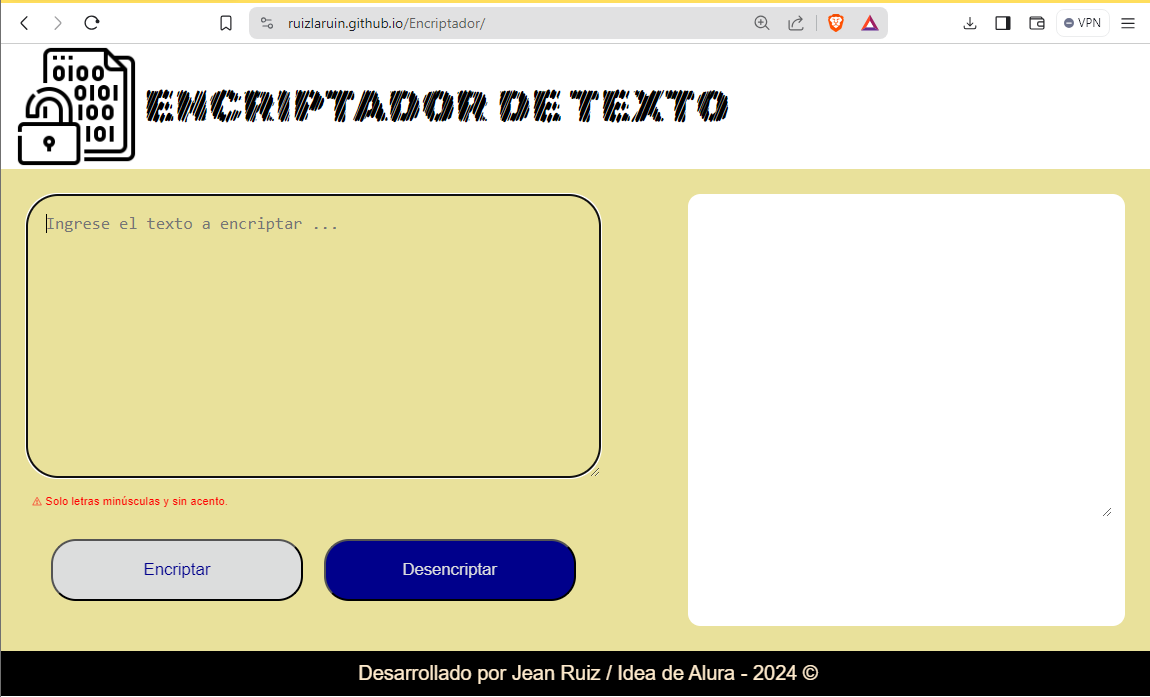 ruizlaruin.github.io/Encriptador/
VPN
0100
0101
100
101
ENCRIPTADOR DE TEXTO
Ingrese el texto a encriptar ...
⚠ Solo letras minúsculas y sin acento.
Encriptar
Desencriptar
Desarrollado por Jean Ruiz / Idea de Alura - 2024 ©